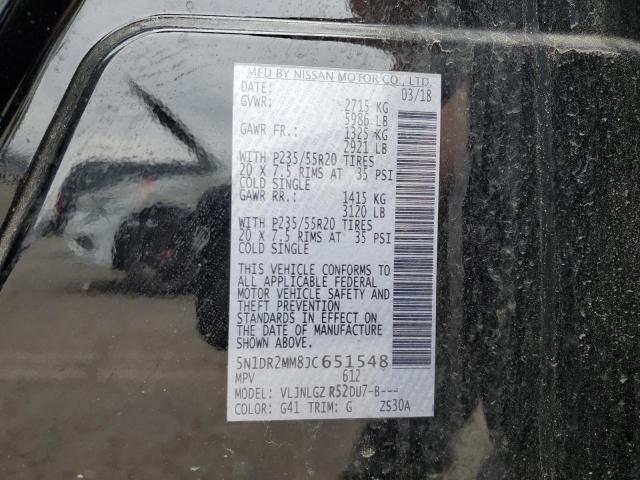 MFD BY NISSAN MOTOR CO., LTD.
DATE: 03/18
GVWR: 2715 KG
5986 LB
GAWR FR.: 1325 KG
2921 LB
WITH P235/55R20 TIRES
20 X 7.5 RIMS AT 35 PSI
COLD SINGLE
GAWR RR.: 1415 KG
3120 LB
WITH P235/55R20 TIRES
20 X 7.5 RIMS AT 35 PSI
COLD SINGLE
THIS VEHICLE CONFORMS TO
ALL APPLICABLE FEDERAL
MOTOR VEHICLE SAFETY AND
THEFT PREVENTION
STANDARDS IN EFFECT ON
THE DATE OF MANUFACTURE
SHOWN ABOVE.
5N1DR2MM8JC651548
MPV 612
MODEL: VLJNLGZ R52DU7-B---
COLOR: G41 TRIM: G ZS30A